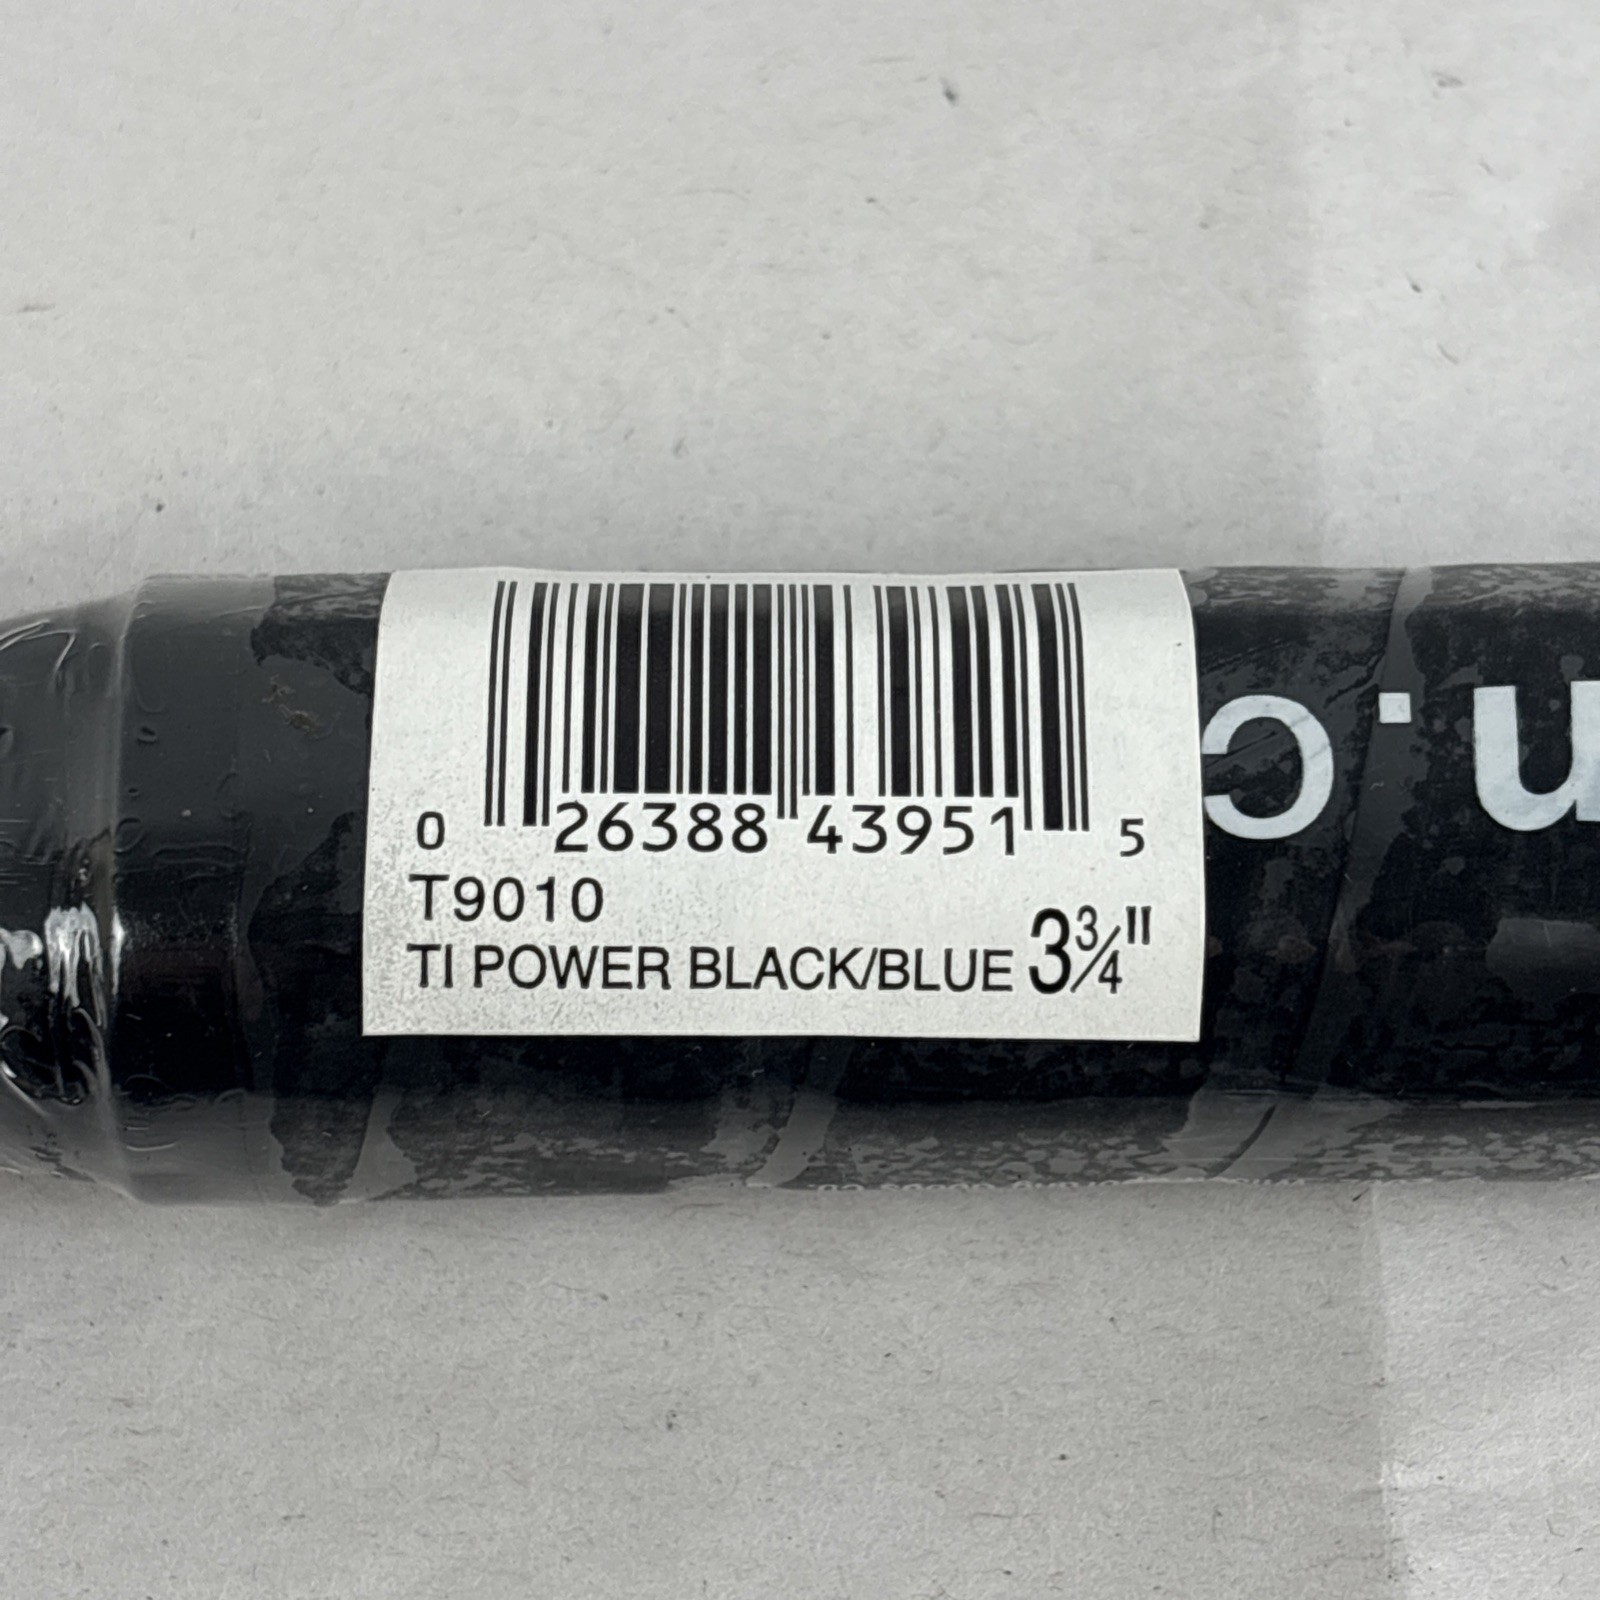 0 26388 43951 5
T9010
TI POWER BLACK/BLUE 3¾"
n.c